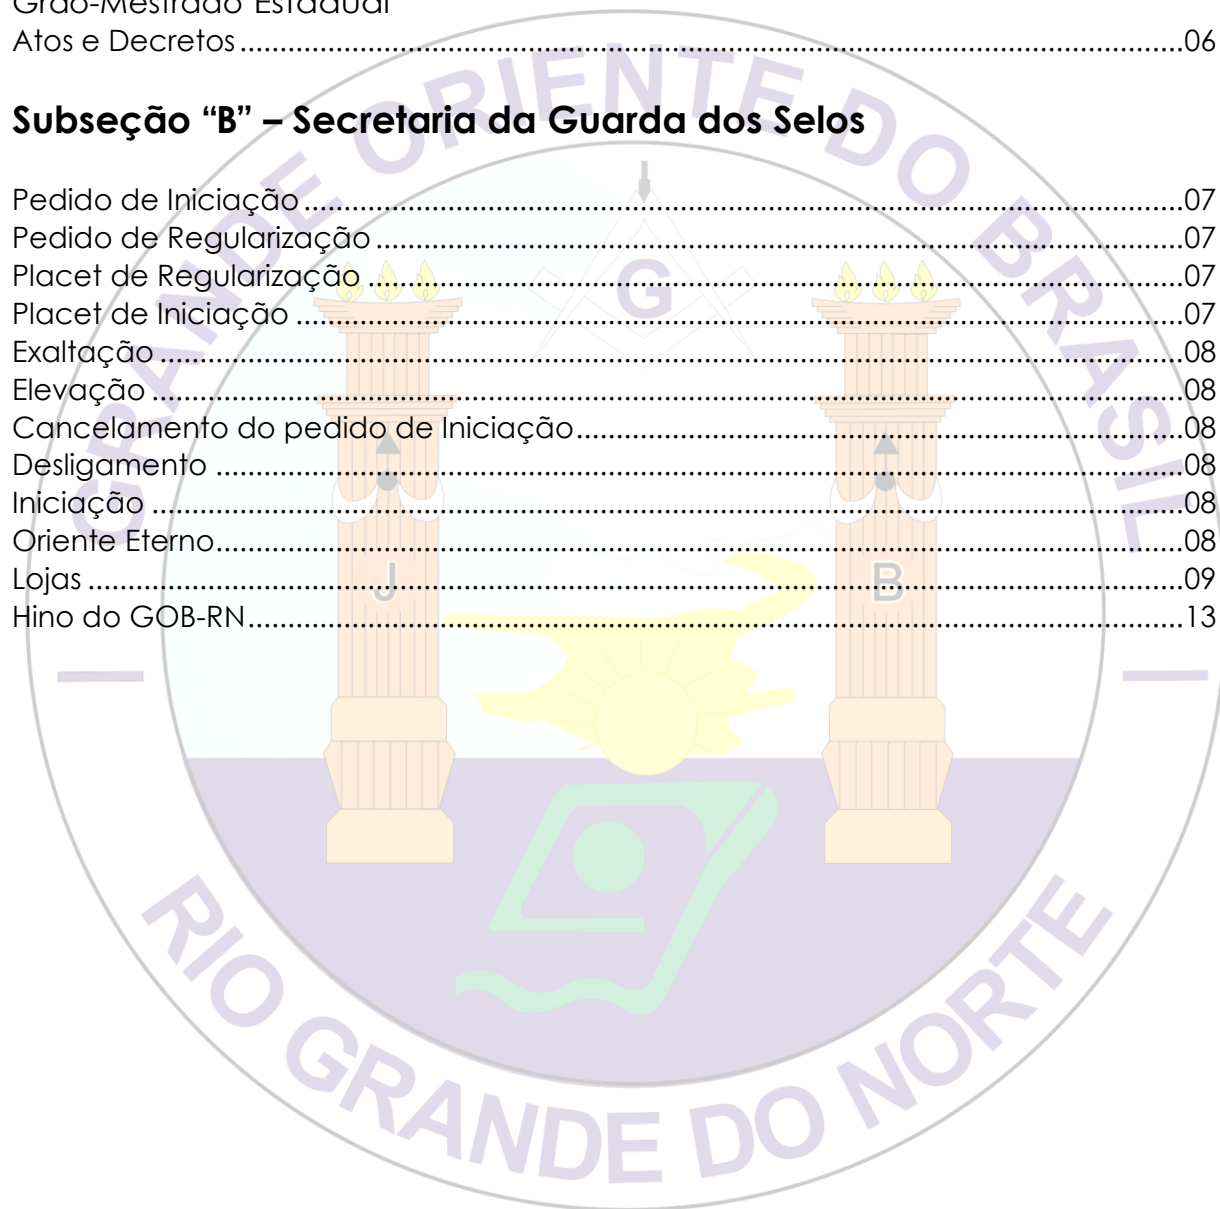 Grão-Mestrado Estadual
Atos e Decretos ........................................................................................................................06
Subseção “B” – Secretaria da Guarda dos Selos
Pedido de Iniciação ................................................................................................................07
Pedido de Regularização .......................................................................................................07
Placet de Regularização ........................................................................................................07
Placet de Iniciação .................................................................................................................07
Exaltação ..................................................................................................................................08
Elevação ...................................................................................................................................08
Cancelamento do pedido de Iniciação ..............................................................................08
Desligamento ...........................................................................................................................08
Iniciação ...................................................................................................................................08
Oriente Eterno ...........................................................................................................................08
Lojas ...........................................................................................................................................09
Hino do GOB-RN .......................................................................................................................13
GRANDE ORIENTE DO BRASIL
G
J
B
RIO GRANDE DO NORTE